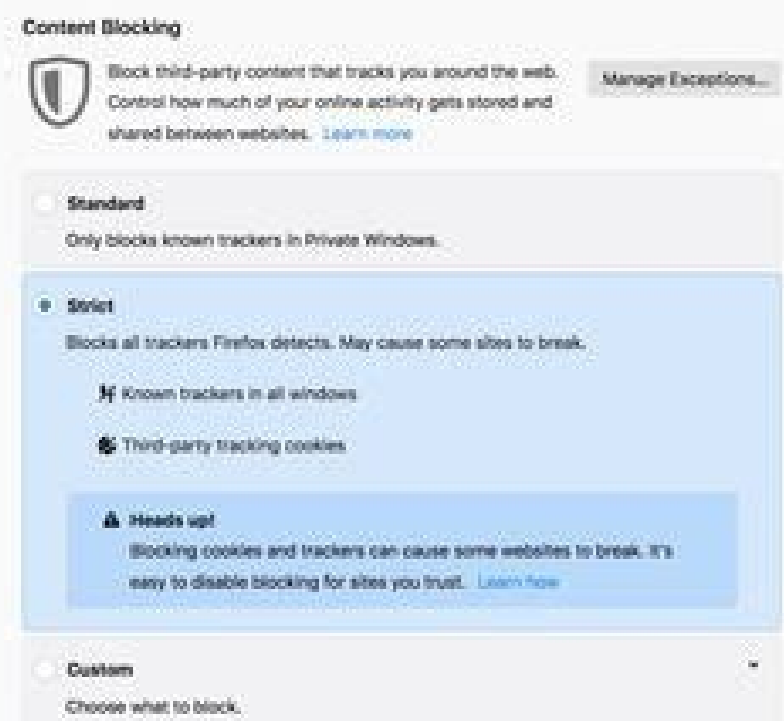 Content Blocking
Block third-party content that tracks you around the web.
Control how much of your online activity gets stored and
shared between websites. Learn more
Manage Exceptions...
Standard
Only blocks known trackers in Private Windows.
Strict
Blocks all trackers Firefox detects. May cause some sites to break.
Known trackers in all windows
Third-party tracking cookies
Heads up!
Blocking cookies and trackers can cause some websites to break. It's
easy to disable blocking for sites you trust. Learn how
Custom
Choose what to block.